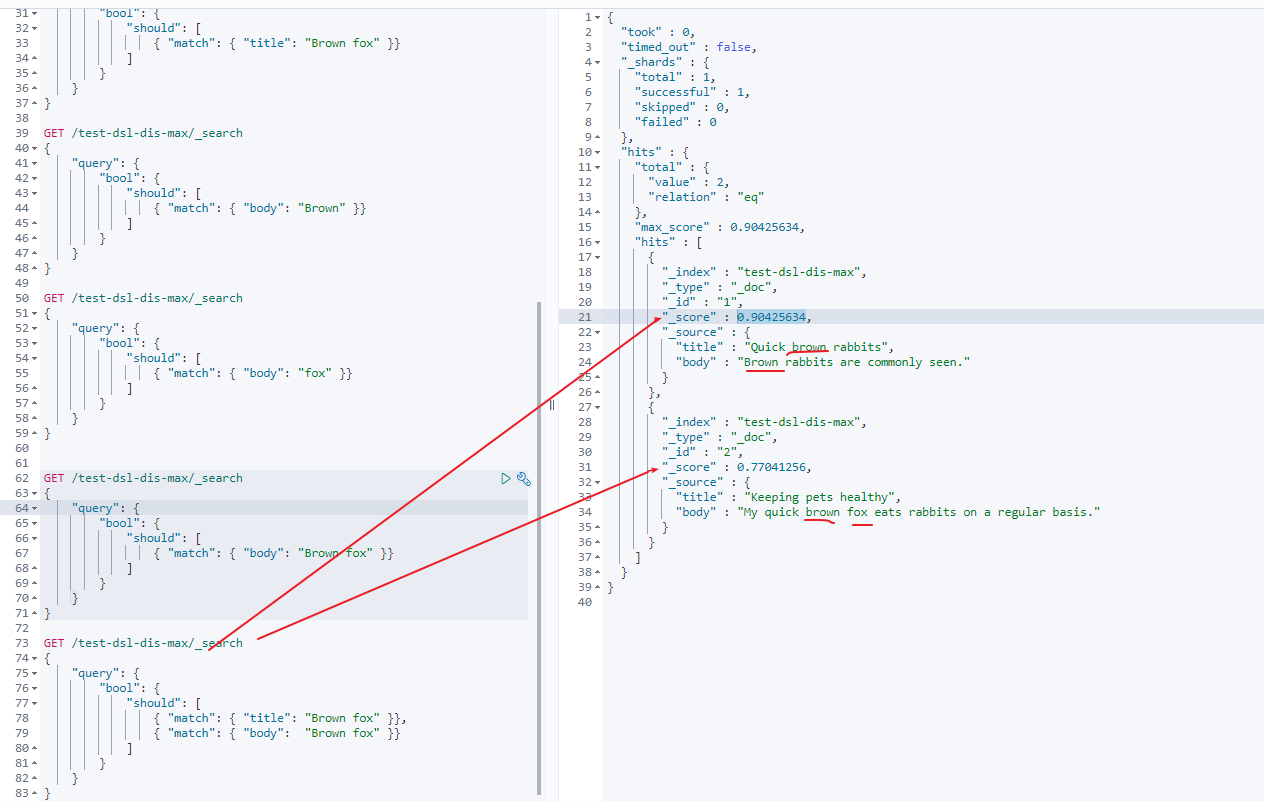 31 "bool": {
32 "should": [
33 { "match": { "title": "Brown fox" }}
34 ]
35 }
36 }
37 }
38
39 GET /test-dsl-dis-max/_search
40 {
41 "query": {
42 "bool": {
43 "should": [
44 { "match": { "body": "Brown" }}
45 ]
46 }
47 }
48 }
49
50 GET /test-dsl-dis-max/_search
51 {
52 "query": {
53 "bool": {
54 "should": [
55 { "match": { "body": "fox" }}
56 ]
57 }
58 }
59 }
60
61
62 GET /test-dsl-dis-max/_search
63 {
64 "query": {
65 "bool": {
66 "should": [
67 { "match": { "body": "Brown fox" }}
68 ]
69 }
70 }
71 }
72
73 GET /test-dsl-dis-max/_search
74 {
75 "query": {
76 "bool": {
77 "should": [
78 { "match": { "title": "Brown fox" }},
79 { "match": { "body":  "Brown fox" }}
80 ]
81 }
82 }
83 }
1 {
2 "took" : 0,
3 "timed_out" : false,
4 "_shards" : {
5 "total" : 1,
6 "successful" : 1,
7 "skipped" : 0,
8 "failed" : 0
9 },
10 "hits" : {
11 "total" : {
12 "value" : 2,
13 "relation" : "eq"
14 },
15 "max_score" : 0.90425634,
16 "hits" : [
17 {
18 "_index" : "test-dsl-dis-max",
19 "_type" : "_doc",
20 "_id" : "1",
21 "_score" : 0.90425634,
22 "_source" : {
23 "title" : "Quick brown rabbits",
24 "body" : "Brown rabbits are commonly seen."
25 }
26 },
27 {
28 "_index" : "test-dsl-dis-max",
29 "_type" : "_doc",
30 "_id" : "2",
31 "_score" : 0.77041256,
32 "_source" : {
33 "title" : "Keeping pets healthy",
34 "body" : "My quick brown fox eats rabbits on a regular basis."
35 }
36 }
37 ]
38 }
39 }
40